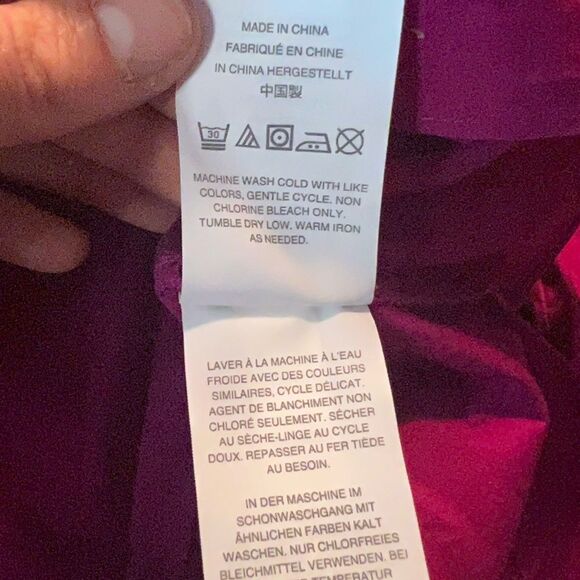 MADE IN CHINA
FABRIQUÉ EN CHINE
IN CHINA HERGESTELLT
中国製
30
MACHINE WASH COLD WITH LIKE
COLORS, GENTLE CYCLE. NON
CHLORINE BLEACH ONLY.
TUMBLE DRY LOW. WARM IRON
AS NEEDED.
LAVER À LA MACHINE À L'EAU
FROIDE AVEC DES COULEURS
SIMILAIRES, CYCLE DÉLICAT.
AGENT DE BLANCHIMENT NON
CHLORÉ SEULEMENT. SÉCHER
AU SÈCHE-LINGE AU CYCLE
DOUX. REPASSER AU FER TIÈDE
AU BESOIN.
IN DER MASCHINE IM
SCHONWASCHGANG MIT
ÄHNLICHEN FARBEN KALT
WASCHEN. NUR CHLORFREIES
BLEICHMITTEL VERWENDEN. BEI
TEMPERATUR